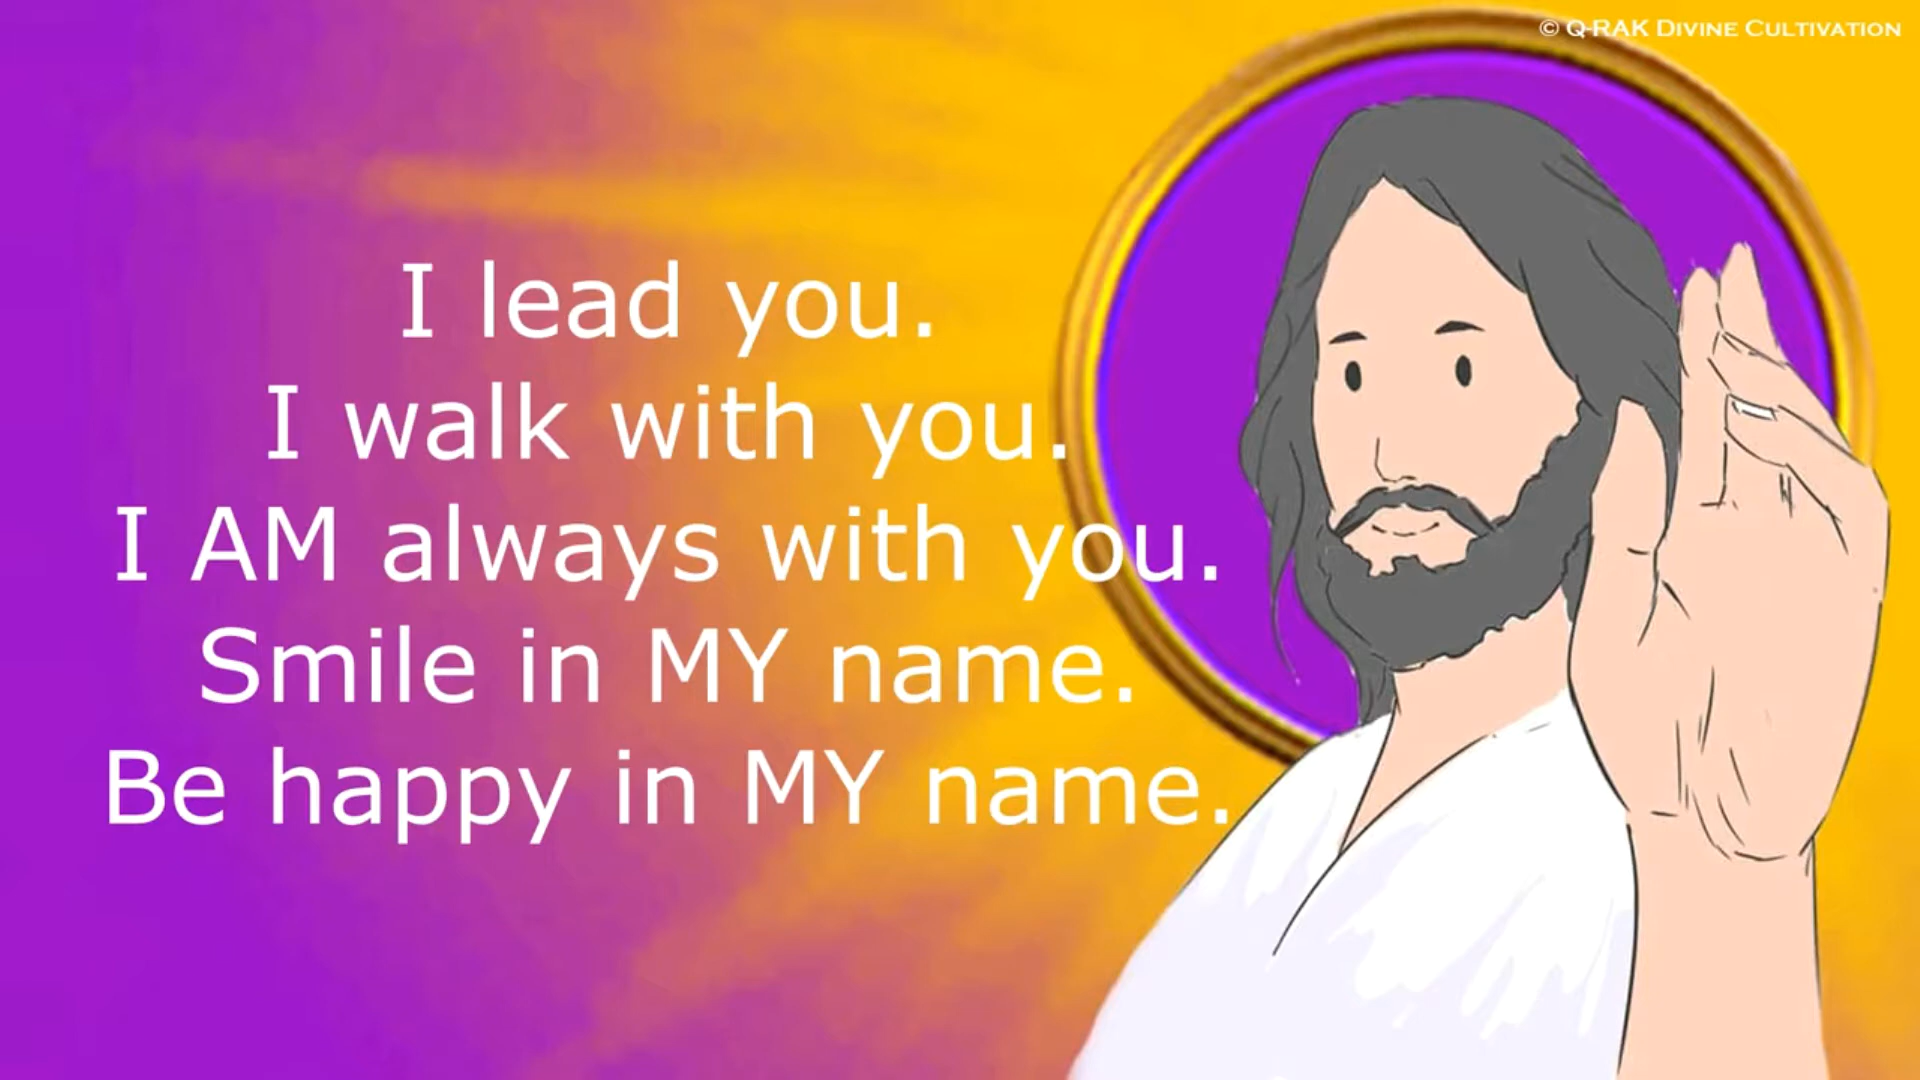 © Q-RAK Divine Cultivation
I lead you.
I walk with you.
I AM always with you.
Smile in MY name.
Be happy in MY name.